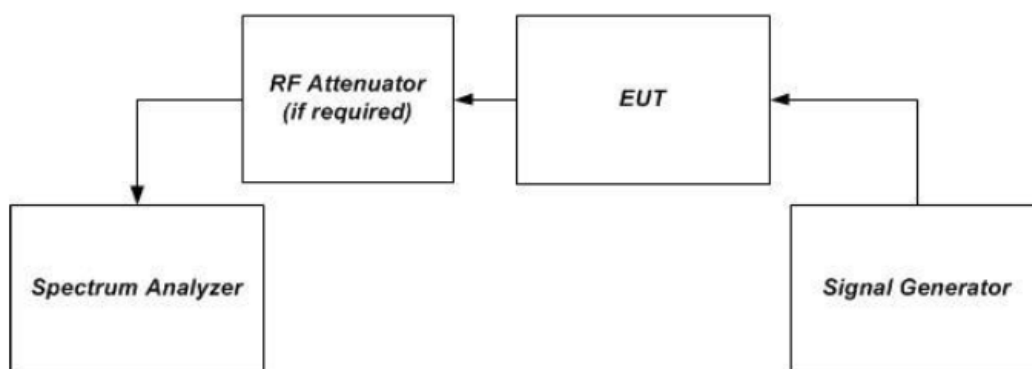 RF Attenuator
(if required)
EUT
Spectrum Analyzer
Signal Generator